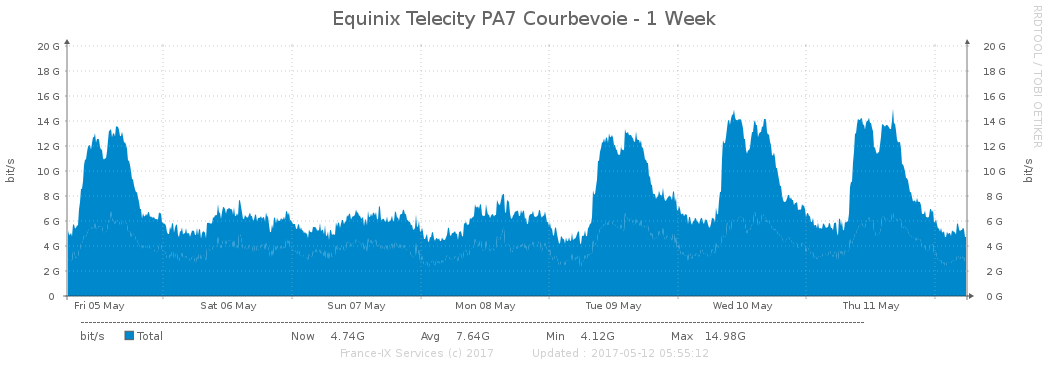 Equinix Telecity PA7 Courbevoie - 1 Week
RRDTOOL / TOBI OETIKER
20 G 20 G
18 G 18 G
16 G 16 G
14 G 14 G
12 G 12 G
10 G 10 G
8 G 8 G
6 G 6 G
4 G 4 G
2 G 2 G
0 0 G
bit/s
bit/s
Fri 05 May Sat 06 May Sun 07 May Mon 08 May Tue 09 May Wed 10 May Thu 11 May
bit/s Total Now 4.74G Avg 7.64G Min 4.12G Max 14.98G
France-IX Services (c) 2017 Updated : 2017-05-12 05:55:12